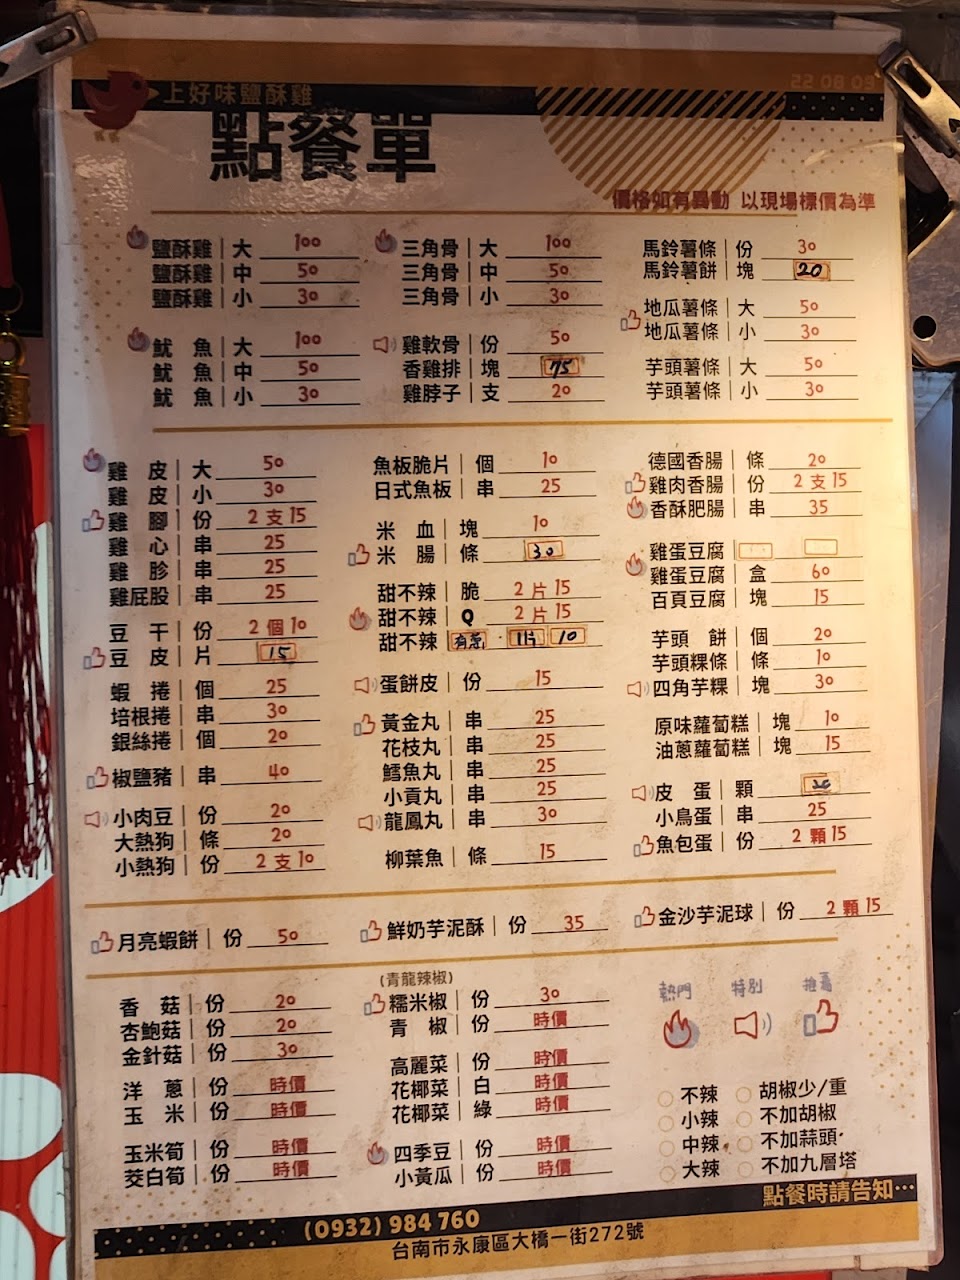 上好味鹽酥雞
點餐單
價格如有異動 以現場標價為準
鹽酥雞 | 大 100
鹽酥雞 | 中 50
鹽酥雞 | 小 30
魷 魚 | 大 100
魷 魚 | 中 50
魷 魚 | 小 30
三角骨 | 大 100
三角骨 | 中 50
三角骨 | 小 30
雞軟骨 | 份 50
香雞排 | 塊 75
雞脖子 | 支 20
馬鈴薯條 | 份 30
馬鈴薯餅 | 塊 20
地瓜薯條 | 大 50
地瓜薯條 | 小 30
芋頭薯條 | 大 50
芋頭薯條 | 小 30
雞 皮 | 大 50
雞 皮 | 小 30
雞 腳 | 份 2支15
雞 心 | 串 25
雞 胗 | 串 25
雞屁股 | 串 25
豆 干 | 份 2個10
豆 皮 | 片 15
蝦 捲 | 個 25
培根捲 | 串 30
銀絲捲 | 個 20
椒鹽豬 | 串 40
小肉豆 | 份 20
大熱狗 | 條 20
小熱狗 | 份 2支10
魚板脆片 | 個 10
日式魚板 | 串 25
米 血 | 塊 10
米 腸 | 條 30
甜不辣 | 脆 2片15
甜不辣 | Q 2片15
甜不辣 | 有蔥 1片 10
蛋餅皮 | 份 15
黃金丸 | 串 25
花枝丸 | 串 25
鱈魚丸 | 串 25
小貢丸 | 串 25
龍鳳丸 | 串 30
柳葉魚 | 條 15
德國香腸 | 條 20
雞肉香腸 | 份 2支15
香酥肥腸 | 串 35
雞蛋豆腐
雞蛋豆腐 | 盒 60
百頁豆腐 | 塊 15
芋頭 餅 | 個 20
芋頭粿條 | 條 10
四角芋粿 | 塊 30
原味蘿蔔糕 | 塊 10
油蔥蘿蔔糕 | 塊 15
皮 蛋 | 顆
小鳥蛋 | 串 25
魚包蛋 | 份 2顆15
月亮蝦餅 | 份 50
鮮奶芋泥酥 | 份 35
金沙芋泥球 | 份 2顆15
香 菇 | 份 20
杏鮑菇 | 份 20
金針菇 | 份 30
洋 蔥 | 份 時價
玉 米 | 份 時價
玉米筍 | 份 時價
茭白筍 | 份 時價
(青龍辣椒)
糯米椒 | 份 30
青 椒 | 份 時價
高麗菜 | 份 時價
花椰菜 | 白 時價
花椰菜 | 綠 時價
四季豆 | 份 時價
小黃瓜 | 份 時價
熱門 特別 推薦
不辣 胡椒少/重
小辣 不加胡椒
中辣 不加蒜頭
大辣 不加九層塔
點餐時請告知…
(0932) 984 760
台南市永康區大橋一街272號